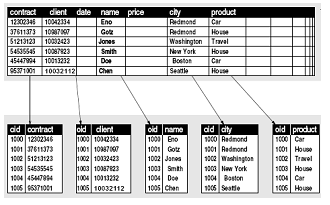 contract client date name price city product
12302346 10042334 Eno Redmond Car
37611373 10987097 Gotz Redmond House
51213123 10032423 Jones Washington Travel
54535545 10087823 Smith New York House
45447894 10013232 Doe Boston Car
95371001 10032112 Chen Seattle House
oid contract oid client oid name oid city oid product
1000 12302346 1000 10042334 1000 Eno 1000 Redmond 1000 Car
1001 37611373 1001 10987097 1001 Gotz 1001 Redmond 1001 House
1002 51213123 1002 10032423 1002 Jones 1002 Washington 1002 Travel
1003 54535545 1003 10087823 1003 Smith 1003 New York 1003 House
1004 45447894 1004 10013232 1004 Doe 1004 Boston 1004 Car
1005 95371001 1005 10032112 1005 Chen 1005 Seattle 1005 House